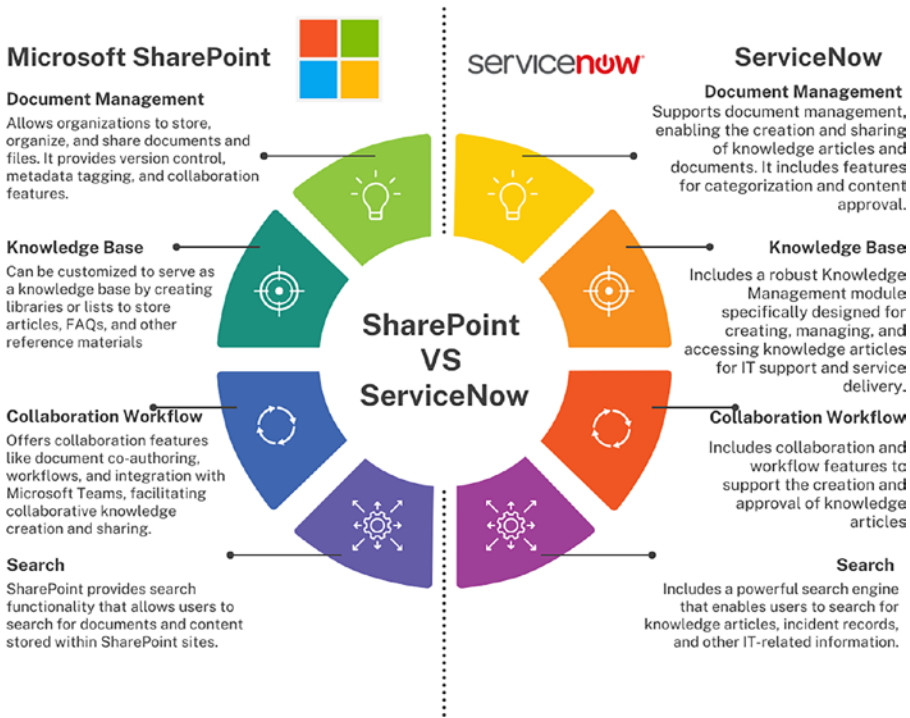 Microsoft SharePoint
Document Management
Allows organizations to store,
organize, and share documents and
files. It provides version control,
metadata tagging, and collaboration
features.
Knowledge Base
Can be customized to serve as
a knowledge base by creating
libraries or lists to store
articles, FAQs, and other
reference materials
Collaboration Workflow
Offers collaboration features
like document co-authoring,
workflows, and integration with
Microsoft Teams, facilitating
collaborative knowledge
creation and sharing.
Search
SharePoint provides search
functionality that allows users to
search for documents and content
stored within SharePoint sites.
SharePoint
VS
ServiceNow
servicenow
ServiceNow
Document Management
Supports document management,
enabling the creation and sharing
of knowledge articles and
documents. It includes features
for categorization and content
approval.
Knowledge Base
Includes a robust Knowledge
Management module
specifically designed for
creating, managing, and
accessing knowledge articles
for IT support and service
delivery.
Collaboration Workflow
Includes collaboration and
workflow features to
support the creation and
approval of knowledge
articles
Search
Includes a powerful search engine
that enables users to search for
knowledge articles, incident records,
and other IT-related information.